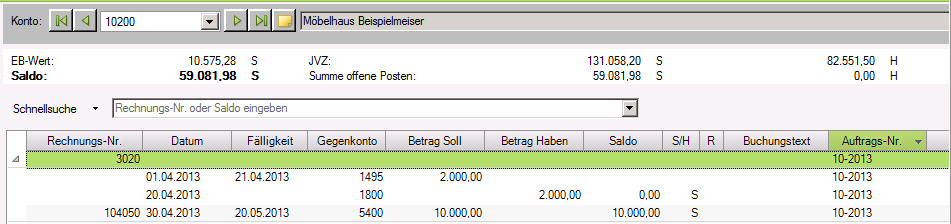 Konto: 10200 Möbelhaus Beispielmeiser
EB-Wert: 10.575,28 S JVZ: 131.058,20 S 82.551,50 H
Saldo: 59.081,98 S Summe offene Posten: 59.081,98 S 0,00 H
Schnellsuche Rechnungs-Nr. oder Saldo eingeben
Rechnungs-Nr. Datum Fälligkeit Gegenkonto Betrag Soll Betrag Haben Saldo S/H R Buchungstext Auftrags-Nr.
3020 10-2013
01.04.2013 21.04.2013 1495 2.000,00 10-2013
20.04.2013 1800 2.000,00 0,00 S 10-2013
104050 30.04.2013 20.05.2013 5400 10.000,00 10.000,00 S 10-2013